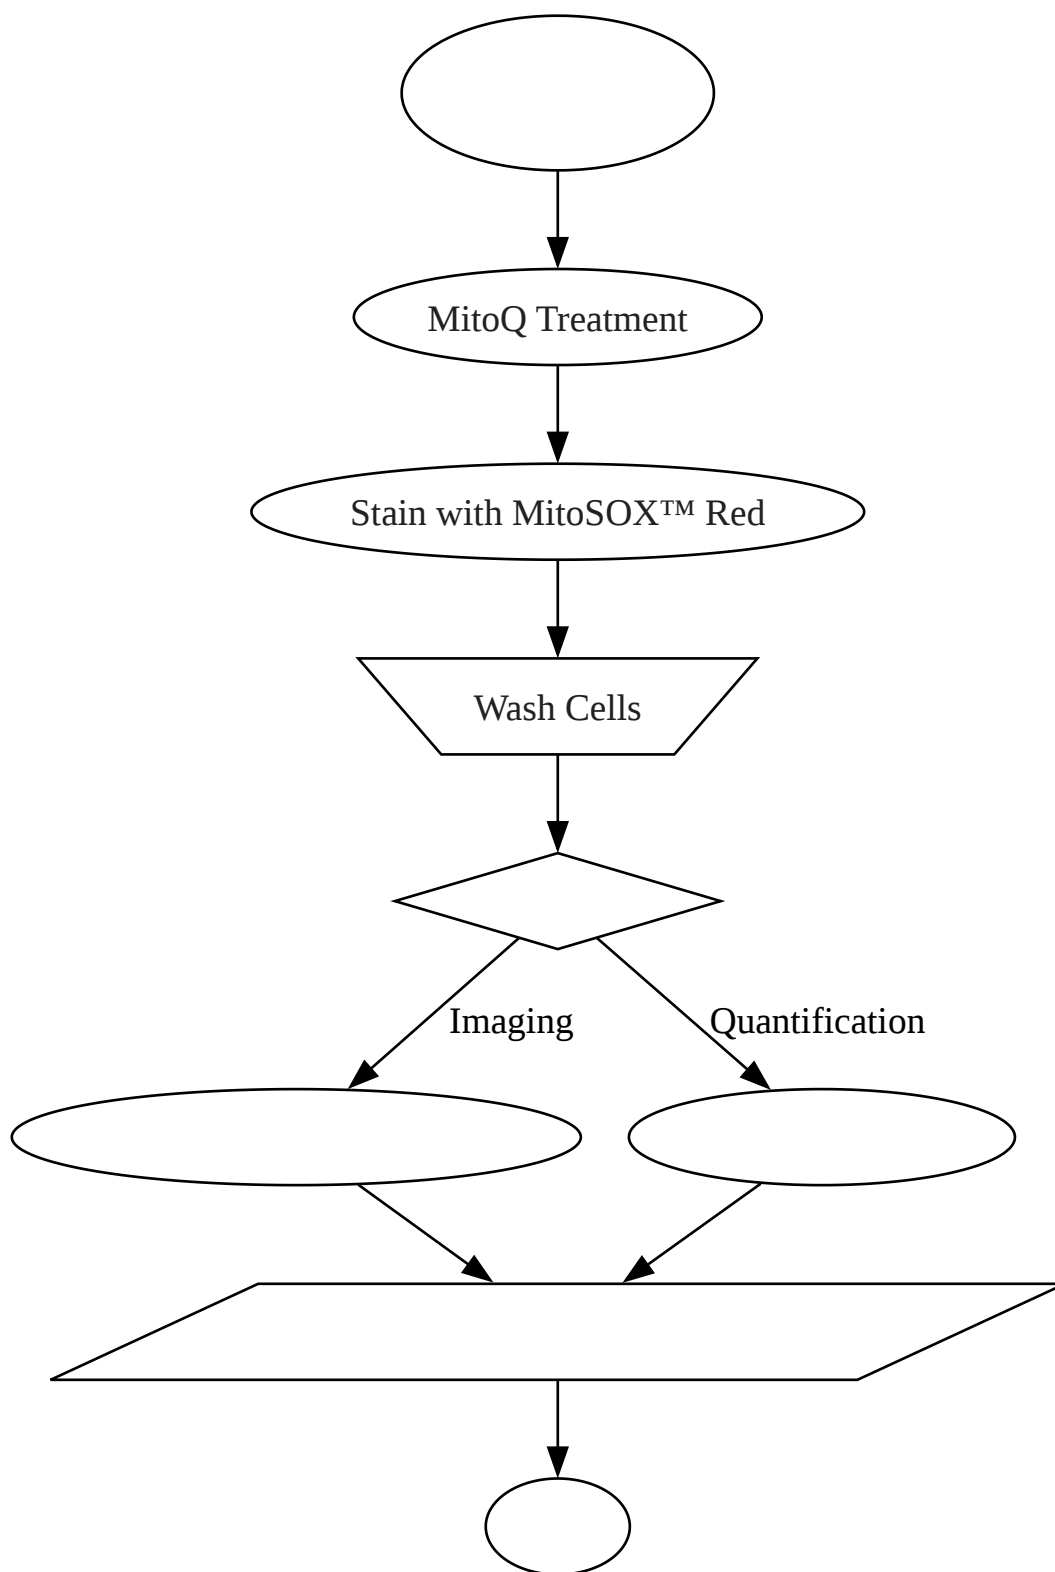 MitoQ Treatment
Stain with MitoSOX™ Red
Wash Cells
Imaging
Quantification